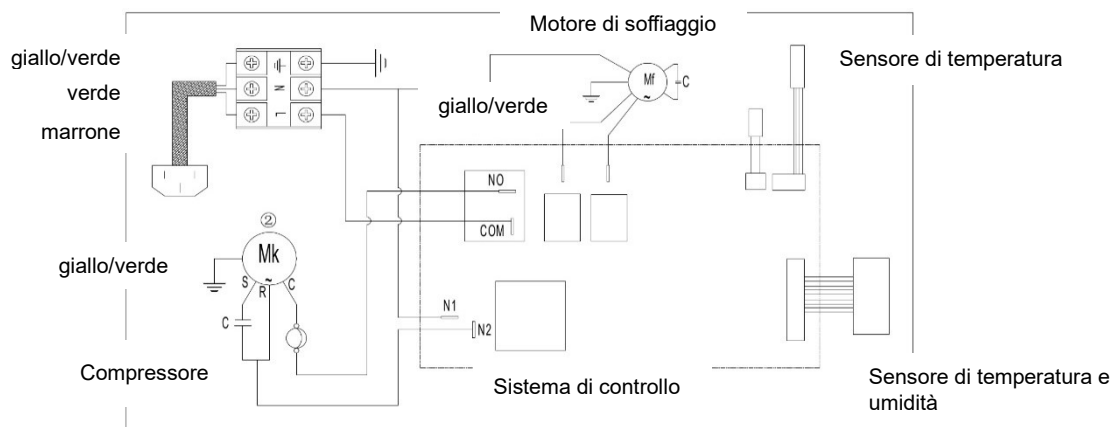 Motore di soffiaggio
giallo/verde
verde
marrone
N
L
Mf
~
C
giallo/verde
Sensore di temperatura
NO
COM
②
Mk
~
S
R
C
C
giallo/verde
N1
N2
Compressore
Sistema di controllo
Sensore di temperatura e
umidità